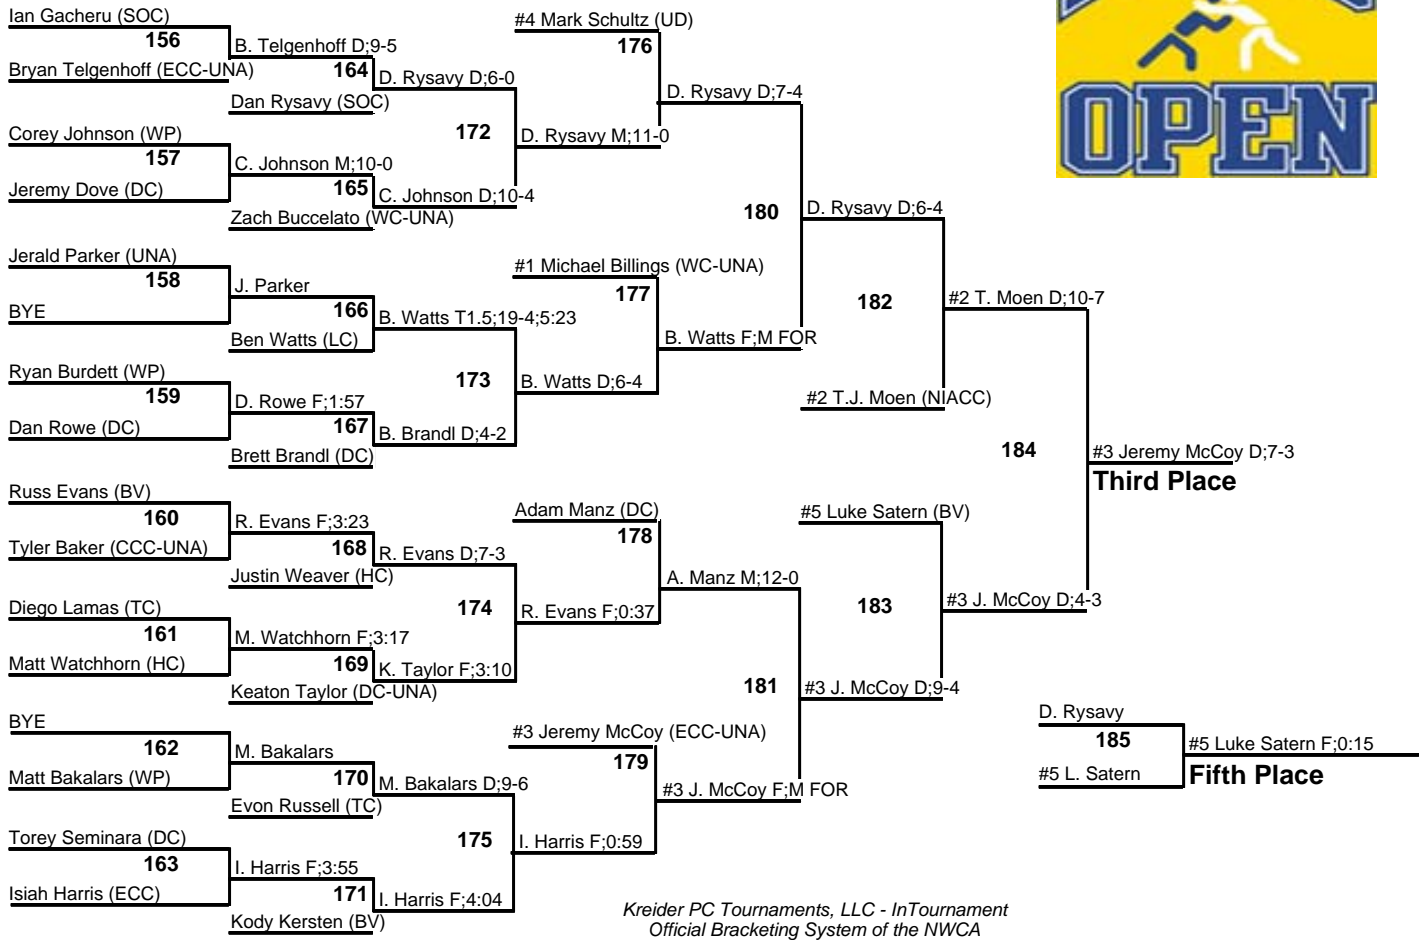 Ian Gacheru (SOC)
156
Bryan Telgenhoff (ECC-UNA)
B. Telgenhoff D;9-5
164
Dan Rysavy (SOC)
D. Rysavy D;6-0
Corey Johnson (WP)
157
Jeremy Dove (DC)
C. Johnson M;10-0
165
Zach Buccelato (WC-UNA)
C. Johnson D;10-4
172
D. Rysavy M;11-0
#4 Mark Schultz (UD)
176
D. Rysavy D;7-4
Jerald Parker (UNA)
158
BYE
J. Parker
166
Ben Watts (LC)
B. Watts T1.5;19-4;5:23
Ryan Burdett (WP)
159
Dan Rowe (DC)
D. Rowe F;1:57
167
Brett Brandl (DC)
B. Brandl D;4-2
173
B. Watts D;6-4
#1 Michael Billings (WC-UNA)
177
B. Watts F;M FOR
180
D. Rysavy D;6-4
182
#2 T.J. Moen (NIACC)
#2 T. Moen D;10-7
Russ Evans (BV)
160
Tyler Baker (CCC-UNA)
R. Evans F;3:23
168
Justin Weaver (HC)
R. Evans D;7-3
Diego Lamas (TC)
161
Matt Watchhorn (HC)
M. Watchhorn F;3:17
169
Keaton Taylor (DC-UNA)
K. Taylor F;3:10
174
R. Evans F;0:37
Adam Manz (DC)
178
A. Manz M;12-0
BYE
162
Matt Bakalars (WP)
M. Bakalars
170
Evon Russell (TC)
M. Bakalars D;9-6
Torey Seminara (DC)
163
Isiah Harris (ECC)
I. Harris F;3:55
171
Kody Kersten (BV)
I. Harris F;4:04
175
I. Harris F;0:59
#3 Jeremy McCoy (ECC-UNA)
179
#3 J. McCoy F;M FOR
181
#3 J. McCoy D;9-4
#5 Luke Satern (BV)
183
#3 J. McCoy D;4-3
184
#3 Jeremy McCoy D;7-3
Third Place
D. Rysavy
185
#5 L. Satern
#5 Luke Satern F;0:15
Fifth Place
OPEN
Kreider PC Tournaments, LLC - InTournament
Official Bracketing System of the NWCA